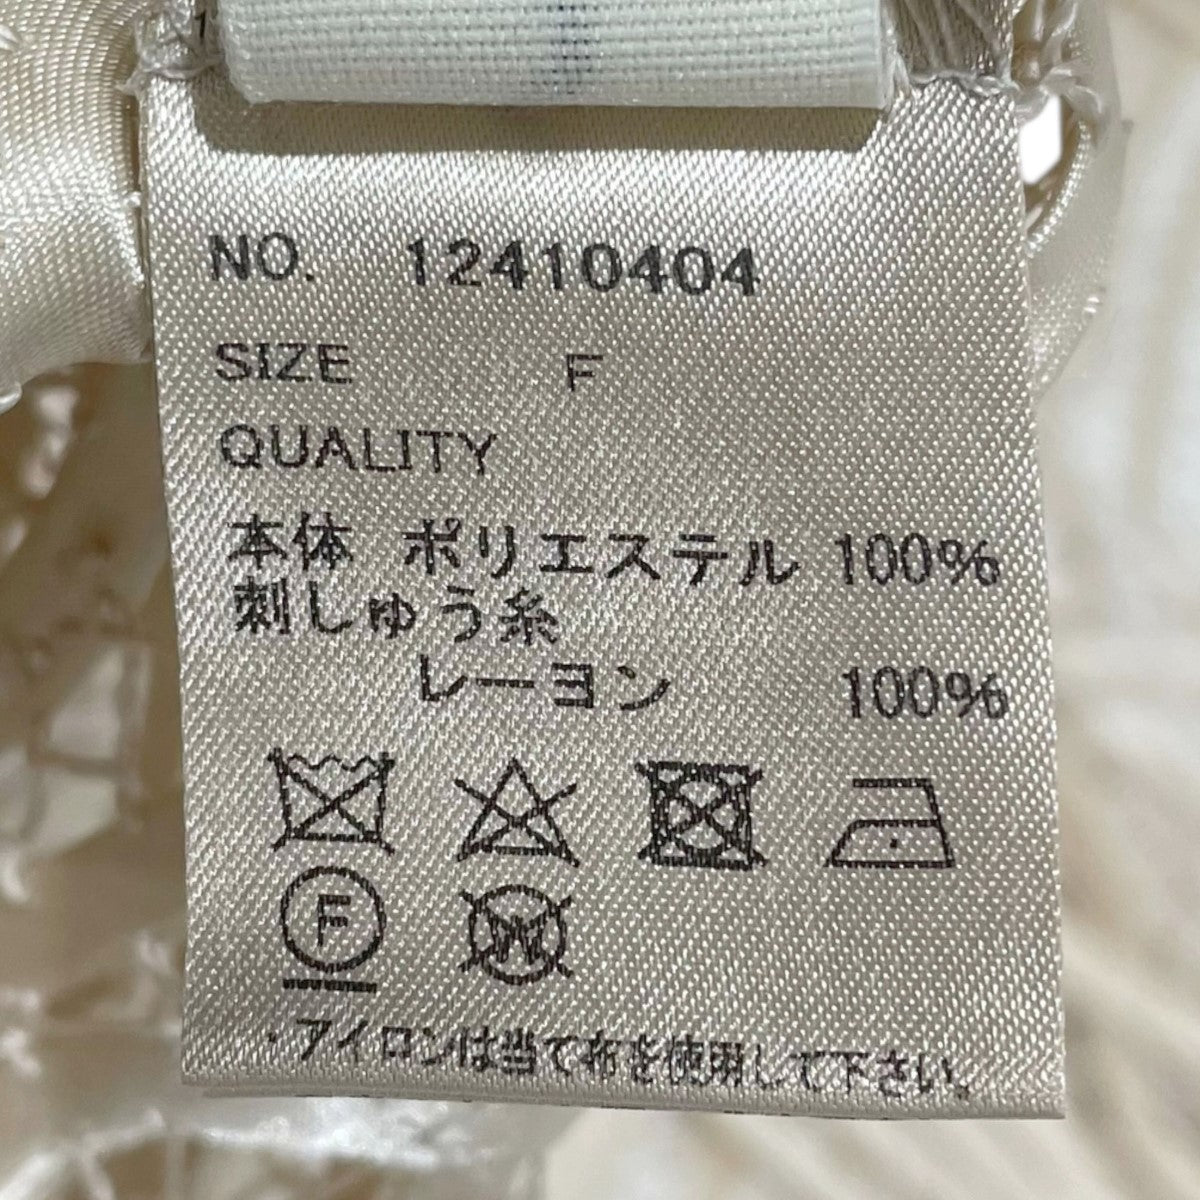 NO. 12410404
SIZE F
QUALITY
本体 ポリエステル 100%
刺しゅう糸
レーヨン 100%
F
W
・アイロンは当て布を使用して下さい。